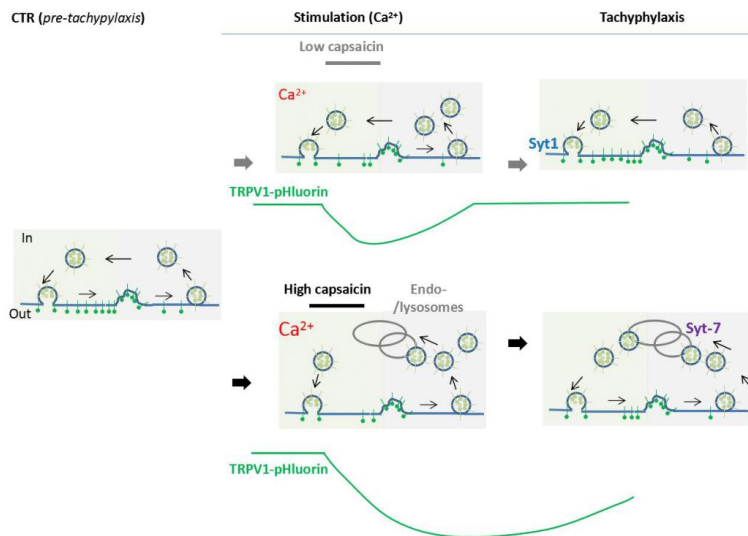 CTR (pre-tachypylaxis)
Stimulation (Ca²⁺)
Tachyphylaxis
Low capsaicin
Ca²⁺
Syt1
TRPV1-pHluorin
In
Out
High capsaicin
Endo-
/lysosomes
Ca²⁺
Syt-7
TRPV1-pHluorin